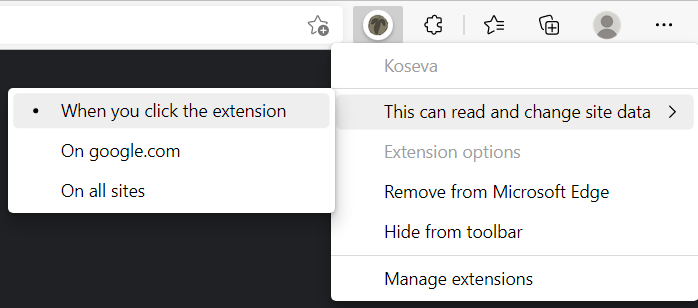 Koseva
This can read and change site data
When you click the extension
On google.com
On all sites
Extension options
Remove from Microsoft Edge
Hide from toolbar
Manage extensions